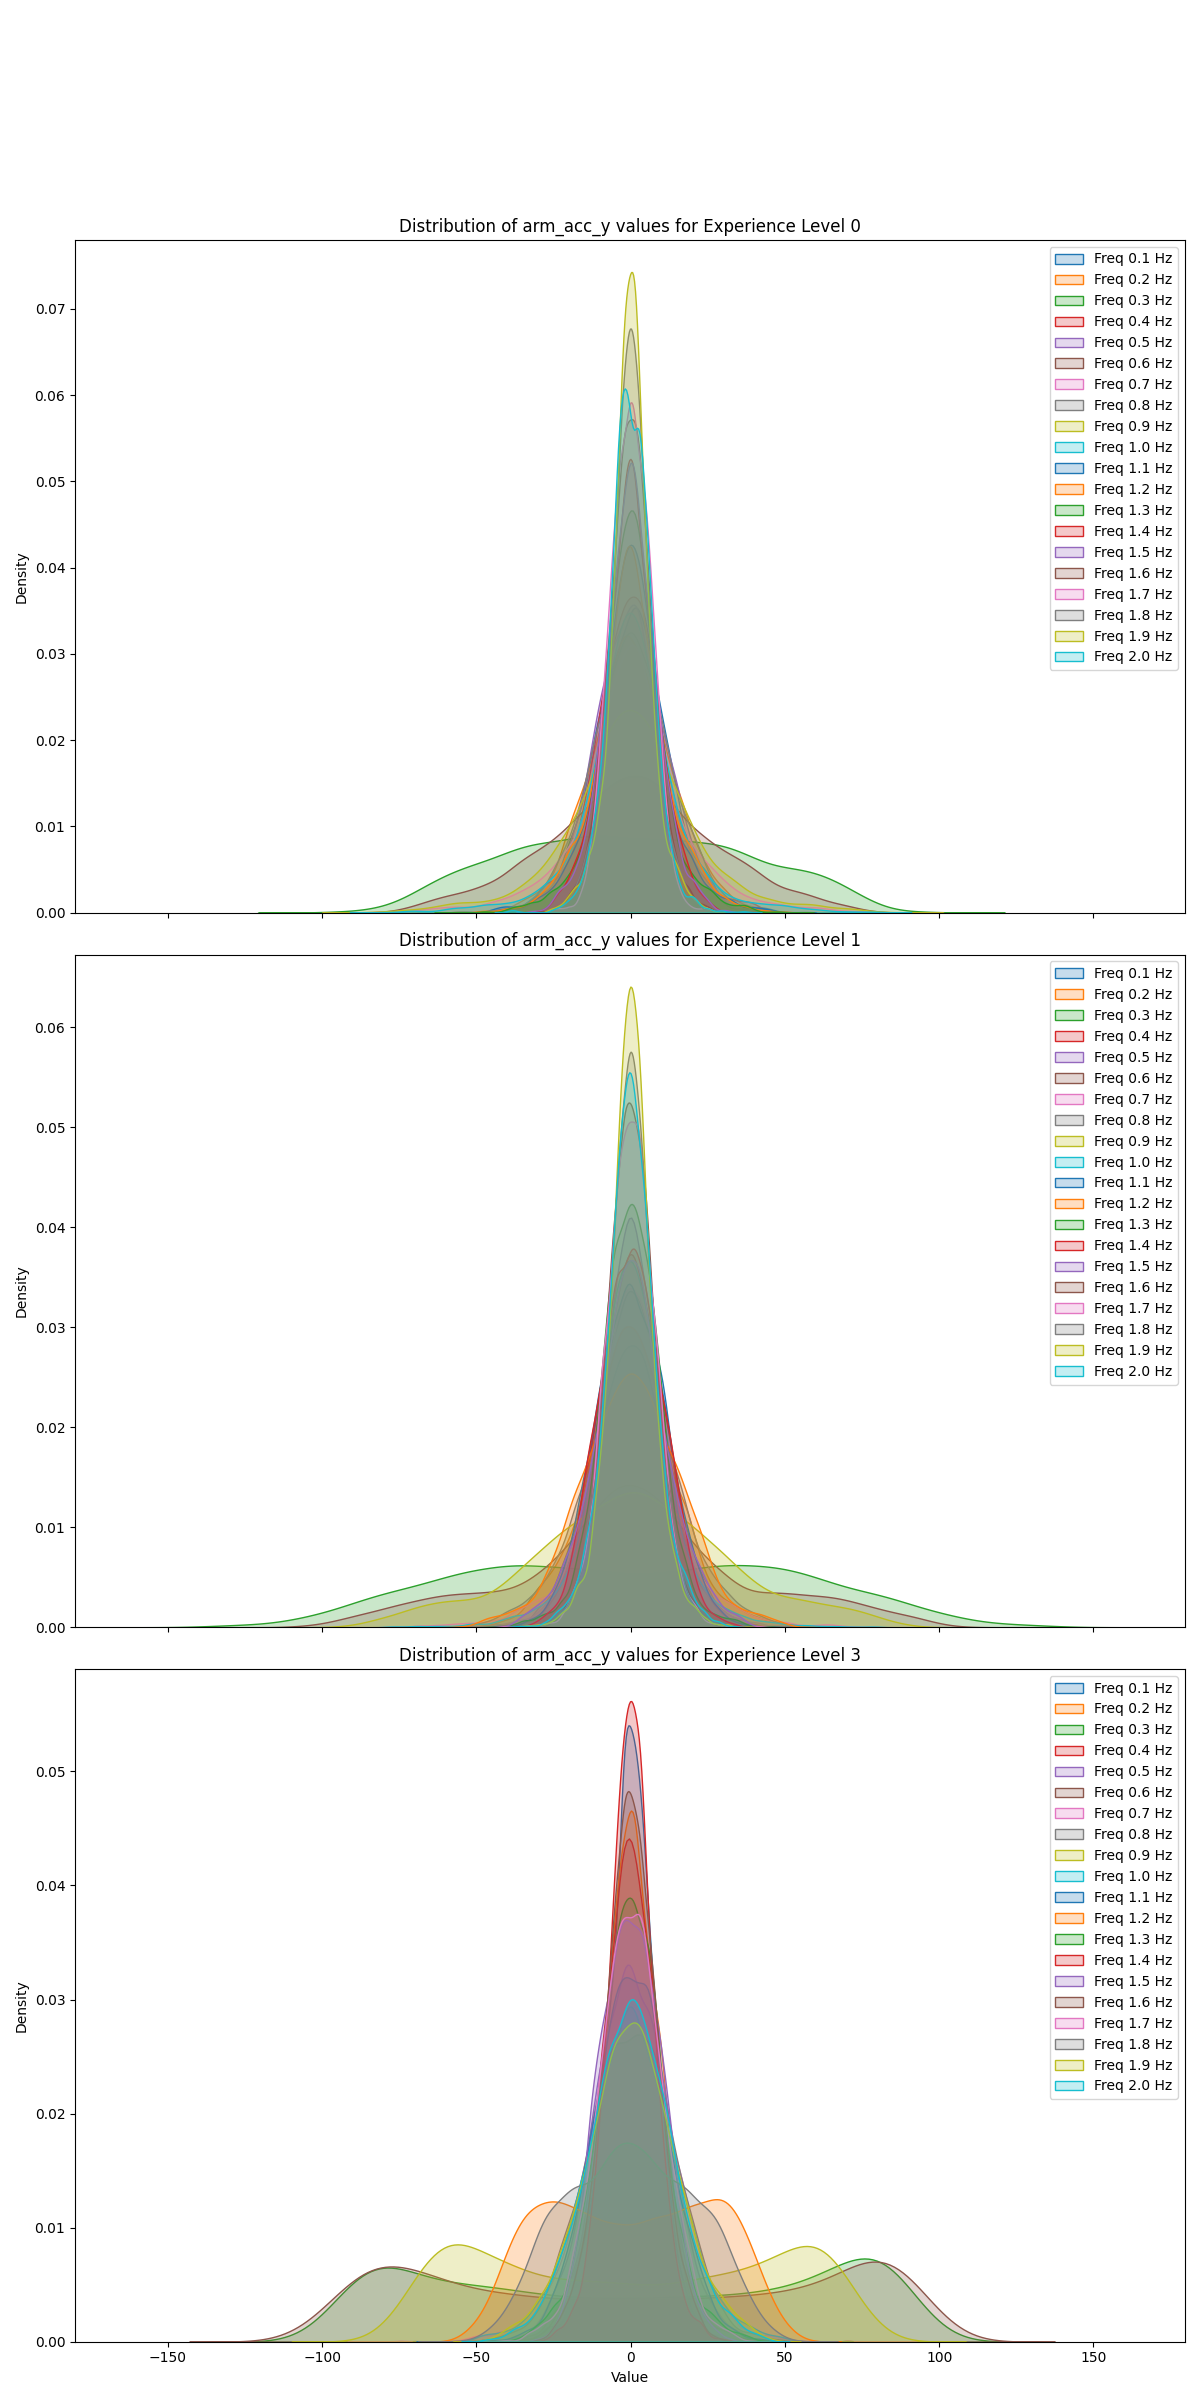 Distribution of arm_acc_y values for Experience Level 0
Density
0.07
0.06
0.05
0.04
0.03
0.02
0.01
0.00
Freq 0.1 Hz
Freq 0.2 Hz
Freq 0.3 Hz
Freq 0.4 Hz
Freq 0.5 Hz
Freq 0.6 Hz
Freq 0.7 Hz
Freq 0.8 Hz
Freq 0.9 Hz
Freq 1.0 Hz
Freq 1.1 Hz
Freq 1.2 Hz
Freq 1.3 Hz
Freq 1.4 Hz
Freq 1.5 Hz
Freq 1.6 Hz
Freq 1.7 Hz
Freq 1.8 Hz
Freq 1.9 Hz
Freq 2.0 Hz
Distribution of arm_acc_y values for Experience Level 1
Density
0.06
0.05
0.04
0.03
0.02
0.01
0.00
Freq 0.1 Hz
Freq 0.2 Hz
Freq 0.3 Hz
Freq 0.4 Hz
Freq 0.5 Hz
Freq 0.6 Hz
Freq 0.7 Hz
Freq 0.8 Hz
Freq 0.9 Hz
Freq 1.0 Hz
Freq 1.1 Hz
Freq 1.2 Hz
Freq 1.3 Hz
Freq 1.4 Hz
Freq 1.5 Hz
Freq 1.6 Hz
Freq 1.7 Hz
Freq 1.8 Hz
Freq 1.9 Hz
Freq 2.0 Hz
Distribution of arm_acc_y values for Experience Level 3
Density
0.05
0.04
0.03
0.02
0.01
0.00
Freq 0.1 Hz
Freq 0.2 Hz
Freq 0.3 Hz
Freq 0.4 Hz
Freq 0.5 Hz
Freq 0.6 Hz
Freq 0.7 Hz
Freq 0.8 Hz
Freq 0.9 Hz
Freq 1.0 Hz
Freq 1.1 Hz
Freq 1.2 Hz
Freq 1.3 Hz
Freq 1.4 Hz
Freq 1.5 Hz
Freq 1.6 Hz
Freq 1.7 Hz
Freq 1.8 Hz
Freq 1.9 Hz
Freq 2.0 Hz
−150 −100 −50 0 50 100 150
Value